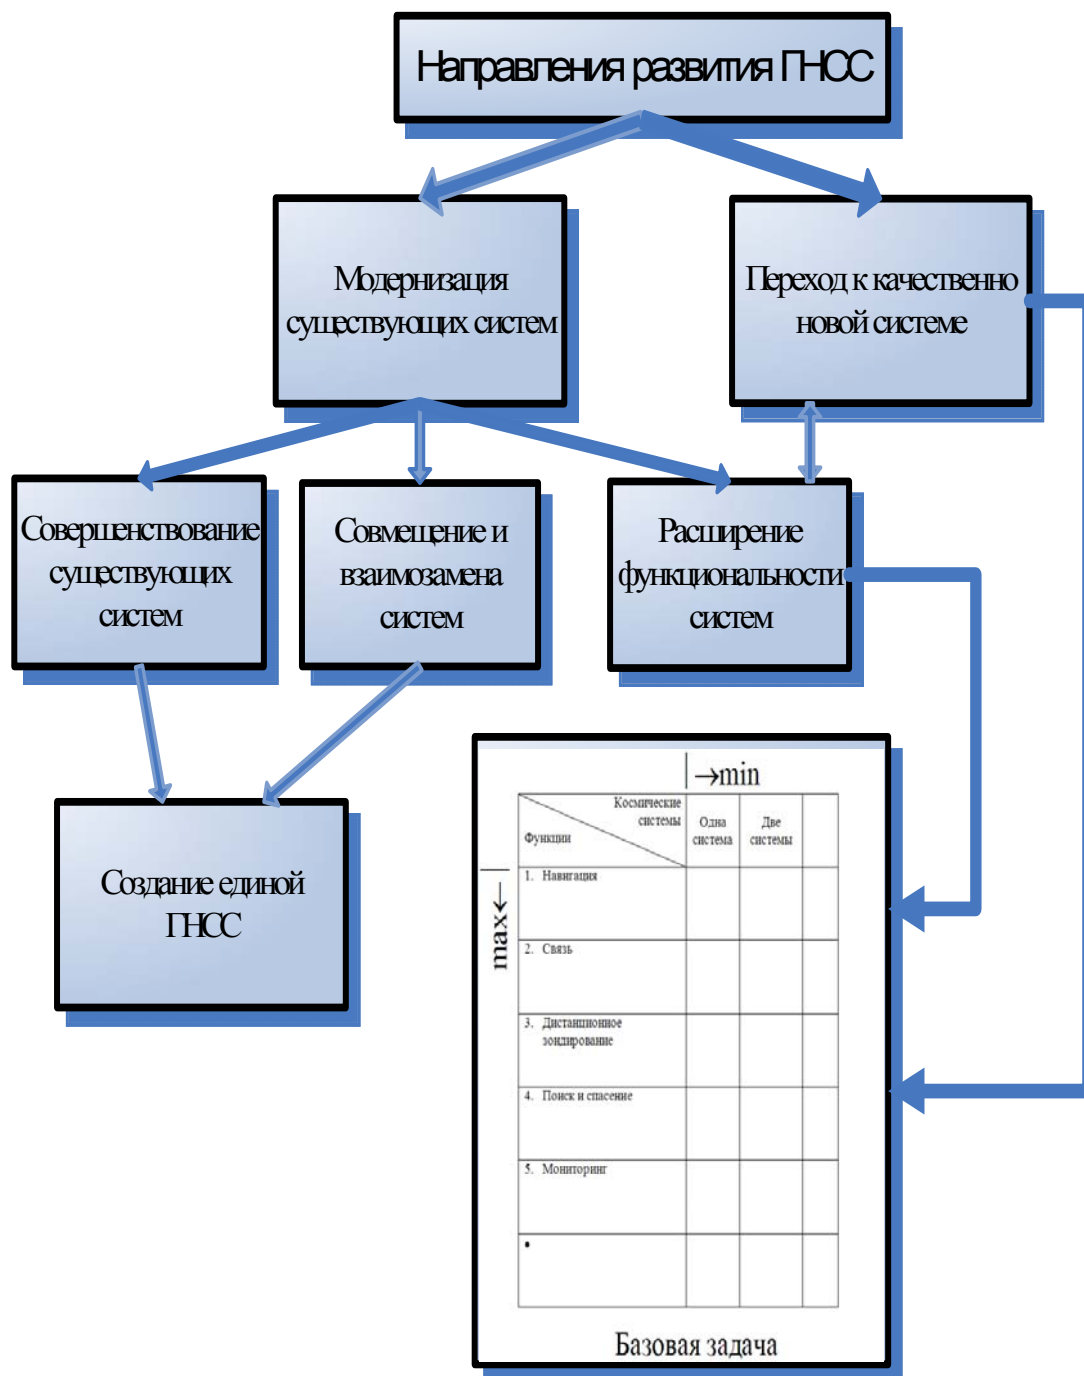 Направления развития ГНСС
Модернизация
существующих систем
Переход к качественно
новой системе
Совершенствование
существующих
систем
Совмещение и
взаимозамена
систем
Расширение
функциональности
систем
Создание единой
ГНСС
→min
max←
Космические
системы
Функции
Одна
система
Две
системы
1. Навигация
2. Связь
3. Дистанционное
зондирование
4. Поиск и спасение
5. Мониторинг
•
Базовая задача